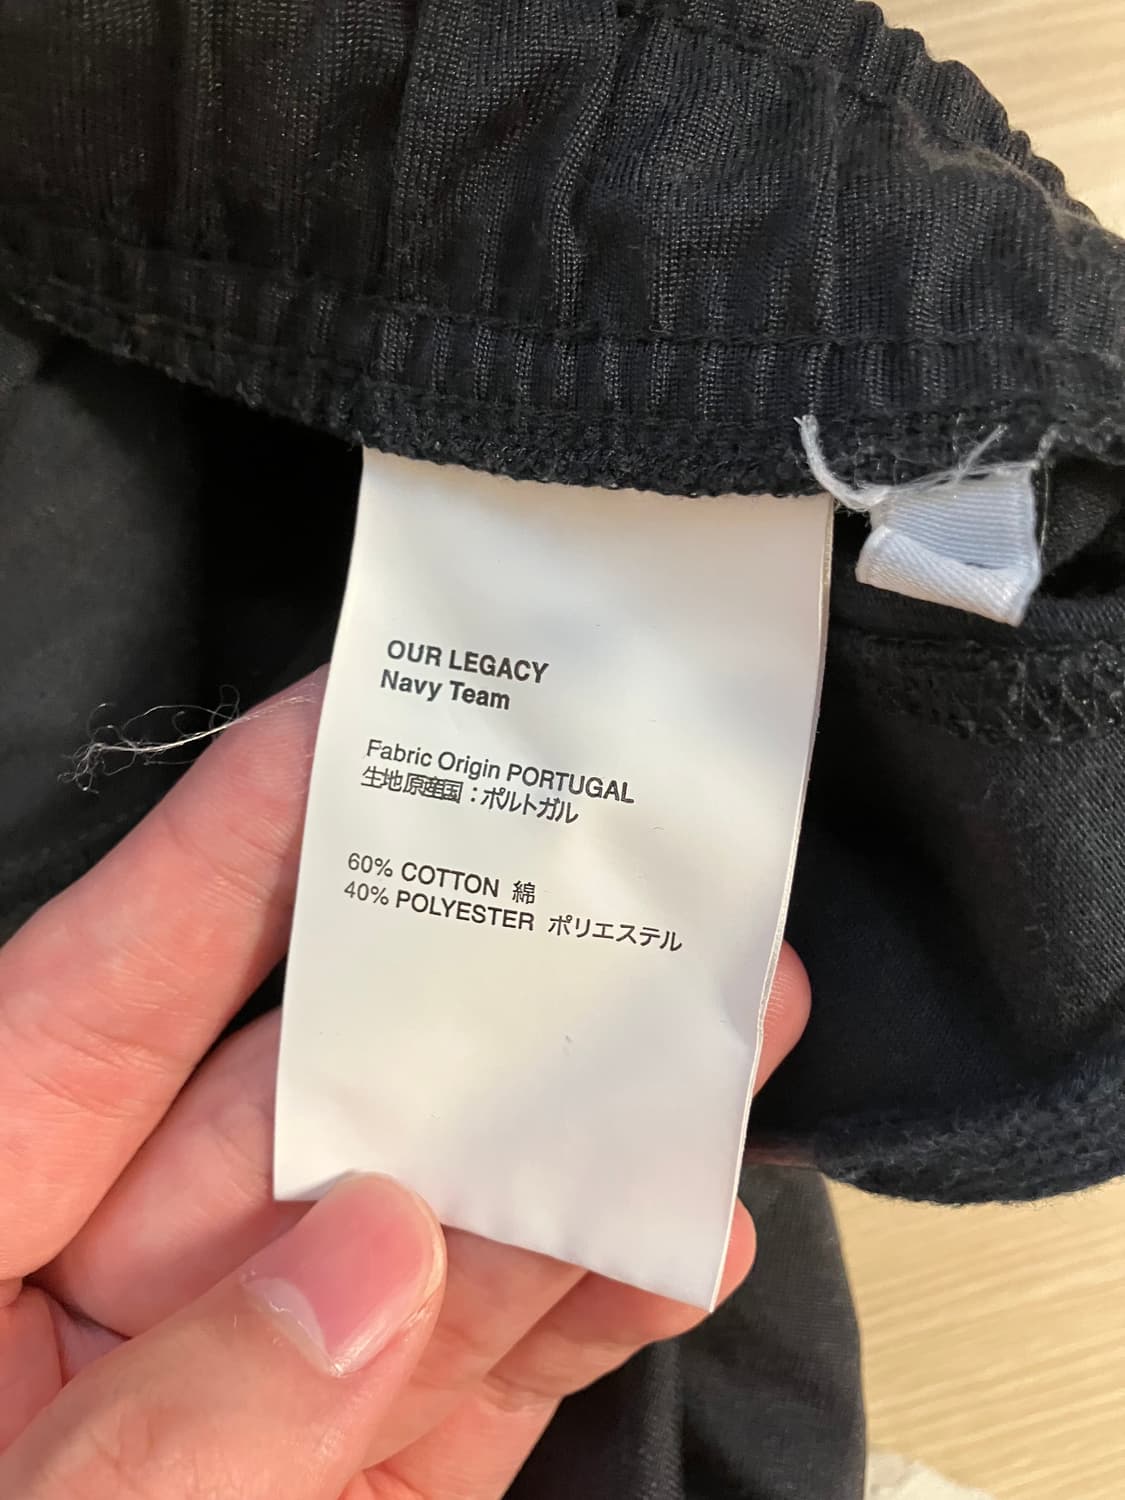 OUR LEGACY
Navy Team
Fabric Origin PORTUGAL
生地原産国：ポルトガル
60% COTTON 綿
40% POLYESTER ポリエステル